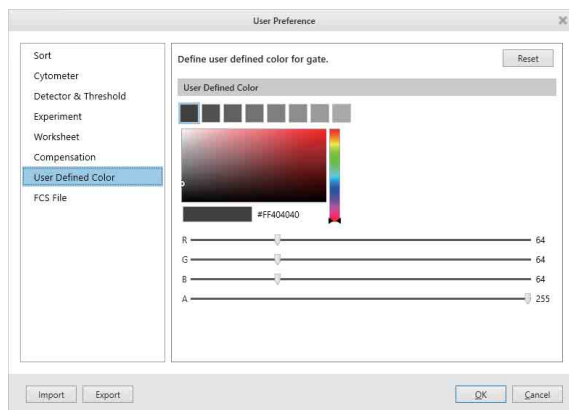 User Preference
Sort
Cytometer
Detector & Threshold
Experiment
Worksheet
Compensation
User Defined Color
FCS File
Define user defined color for gate.
Reset
User Defined Color
#FF404040
R 64
G 64
B 64
A 255
Import
Export
OK
Cancel